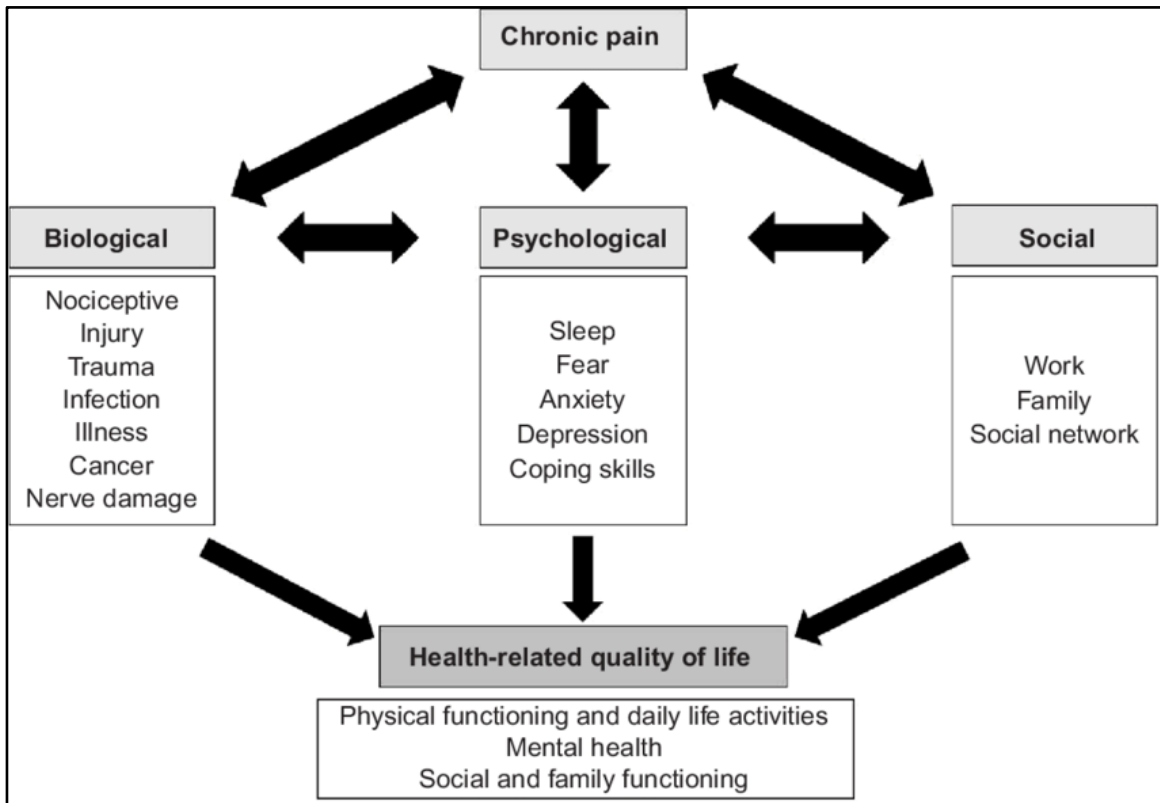 Chronic pain
Biological
Nociceptive
Injury
Trauma
Infection
Illness
Cancer
Nerve damage
Psychological
Sleep
Fear
Anxiety
Depression
Coping skills
Social
Work
Family
Social network
Health-related quality of life
Physical functioning and daily life activities
Mental health
Social and family functioning